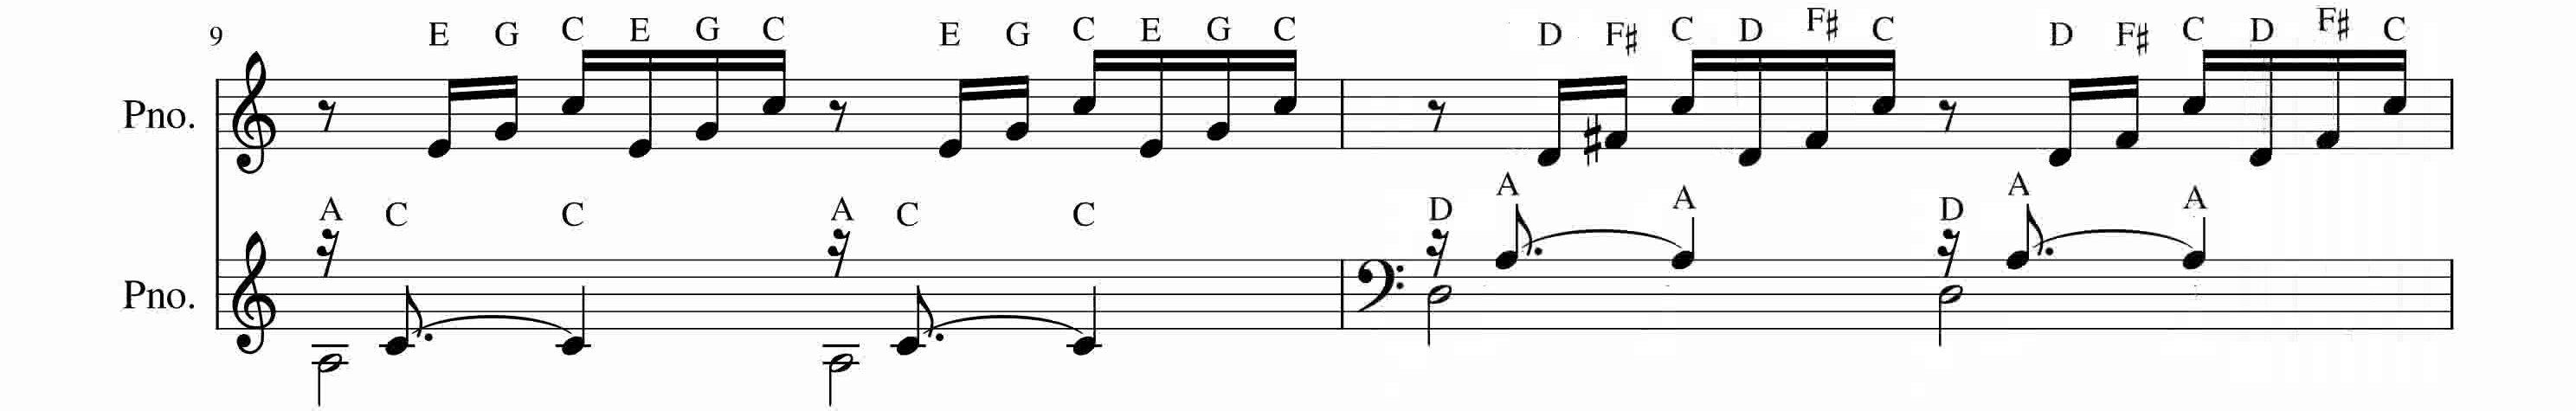 9
E G C E G C E G C E G C D F♯ C D F♯ C D F♯ C D F♯ C
Pno.
A C C A C C D A A D A A
Pno.